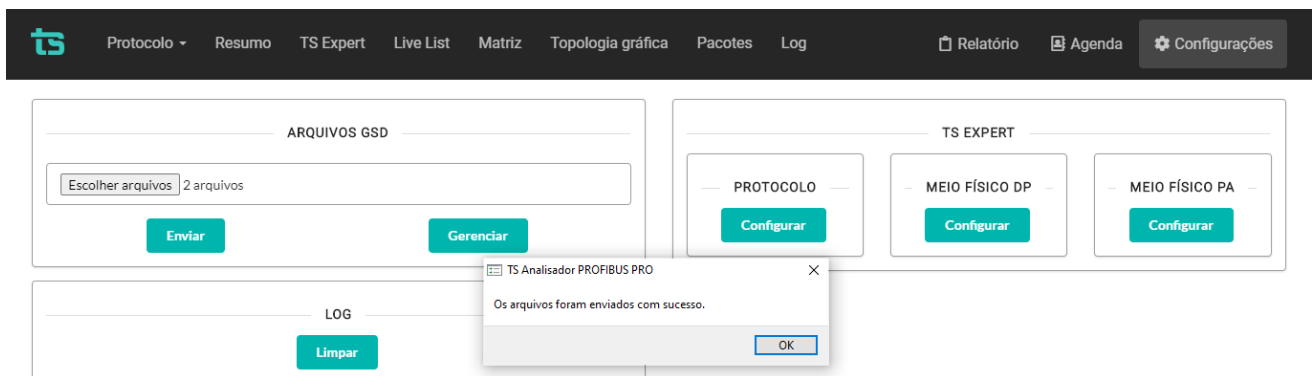 ts Protocolo Resumo TS Expert Live List Matriz Topologia gráfica Pacotes Log Relatório Agenda Configurações
ARQUIVOS GSD
Escolher arquivos 2 arquivos
Enviar Gerenciar
TS EXPERT
PROTOCOLO
Configurar
MEIO FÍSICO DP
Configurar
MEIO FÍSICO PA
Configurar
LOG
Limpar
TS Analisador PROFIBUS PRO
Os arquivos foram enviados com sucesso.
OK